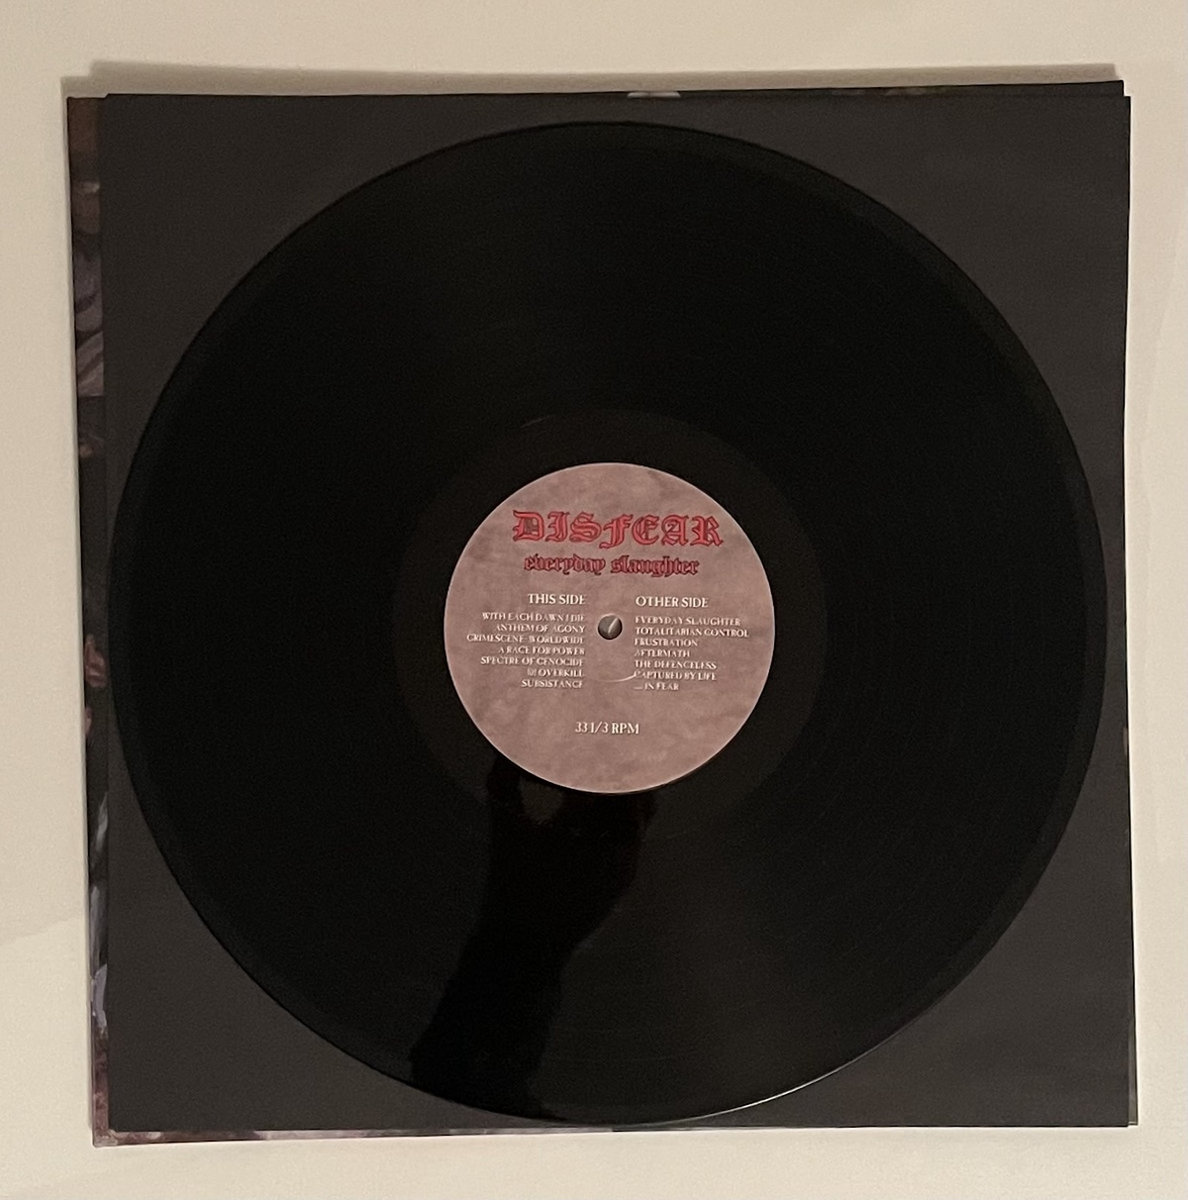 DISFEAR
everyday slaughter
THIS SIDE
WITH EACH DAWN I DIE
ANTHEM OF AGONY
CRIMESCENE: WORLDWIDE
A RACE FOR POWER
SPECTRE OF GENOCIDE
OVERKILL
SUBSISTANCE
OTHER SIDE
EVERYDAY SLAUGHTER
TOTALITARIAN CONTROL
FRUSTRATION
AFTERMATH
THE DEFENCELESS
CAPTURED BY LIFE
... IN FEAR
33 1/3 RPM